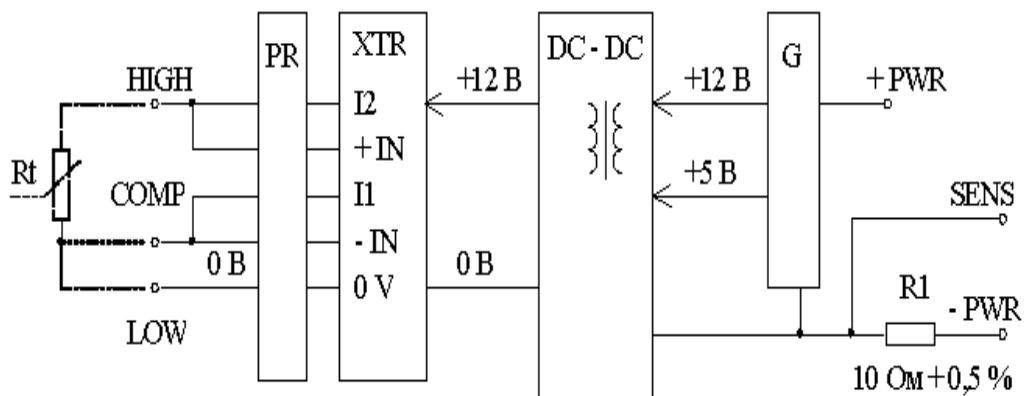 PR
XTR
DC - DC
G
HIGH
I2
+12 В
+12 В
+ PWR
+ IN
Rt
COMP
I1
+5 В
SENS
- IN
0 В
0 V
0 В
R1
- PWR
LOW
10 Ом +0,5 %